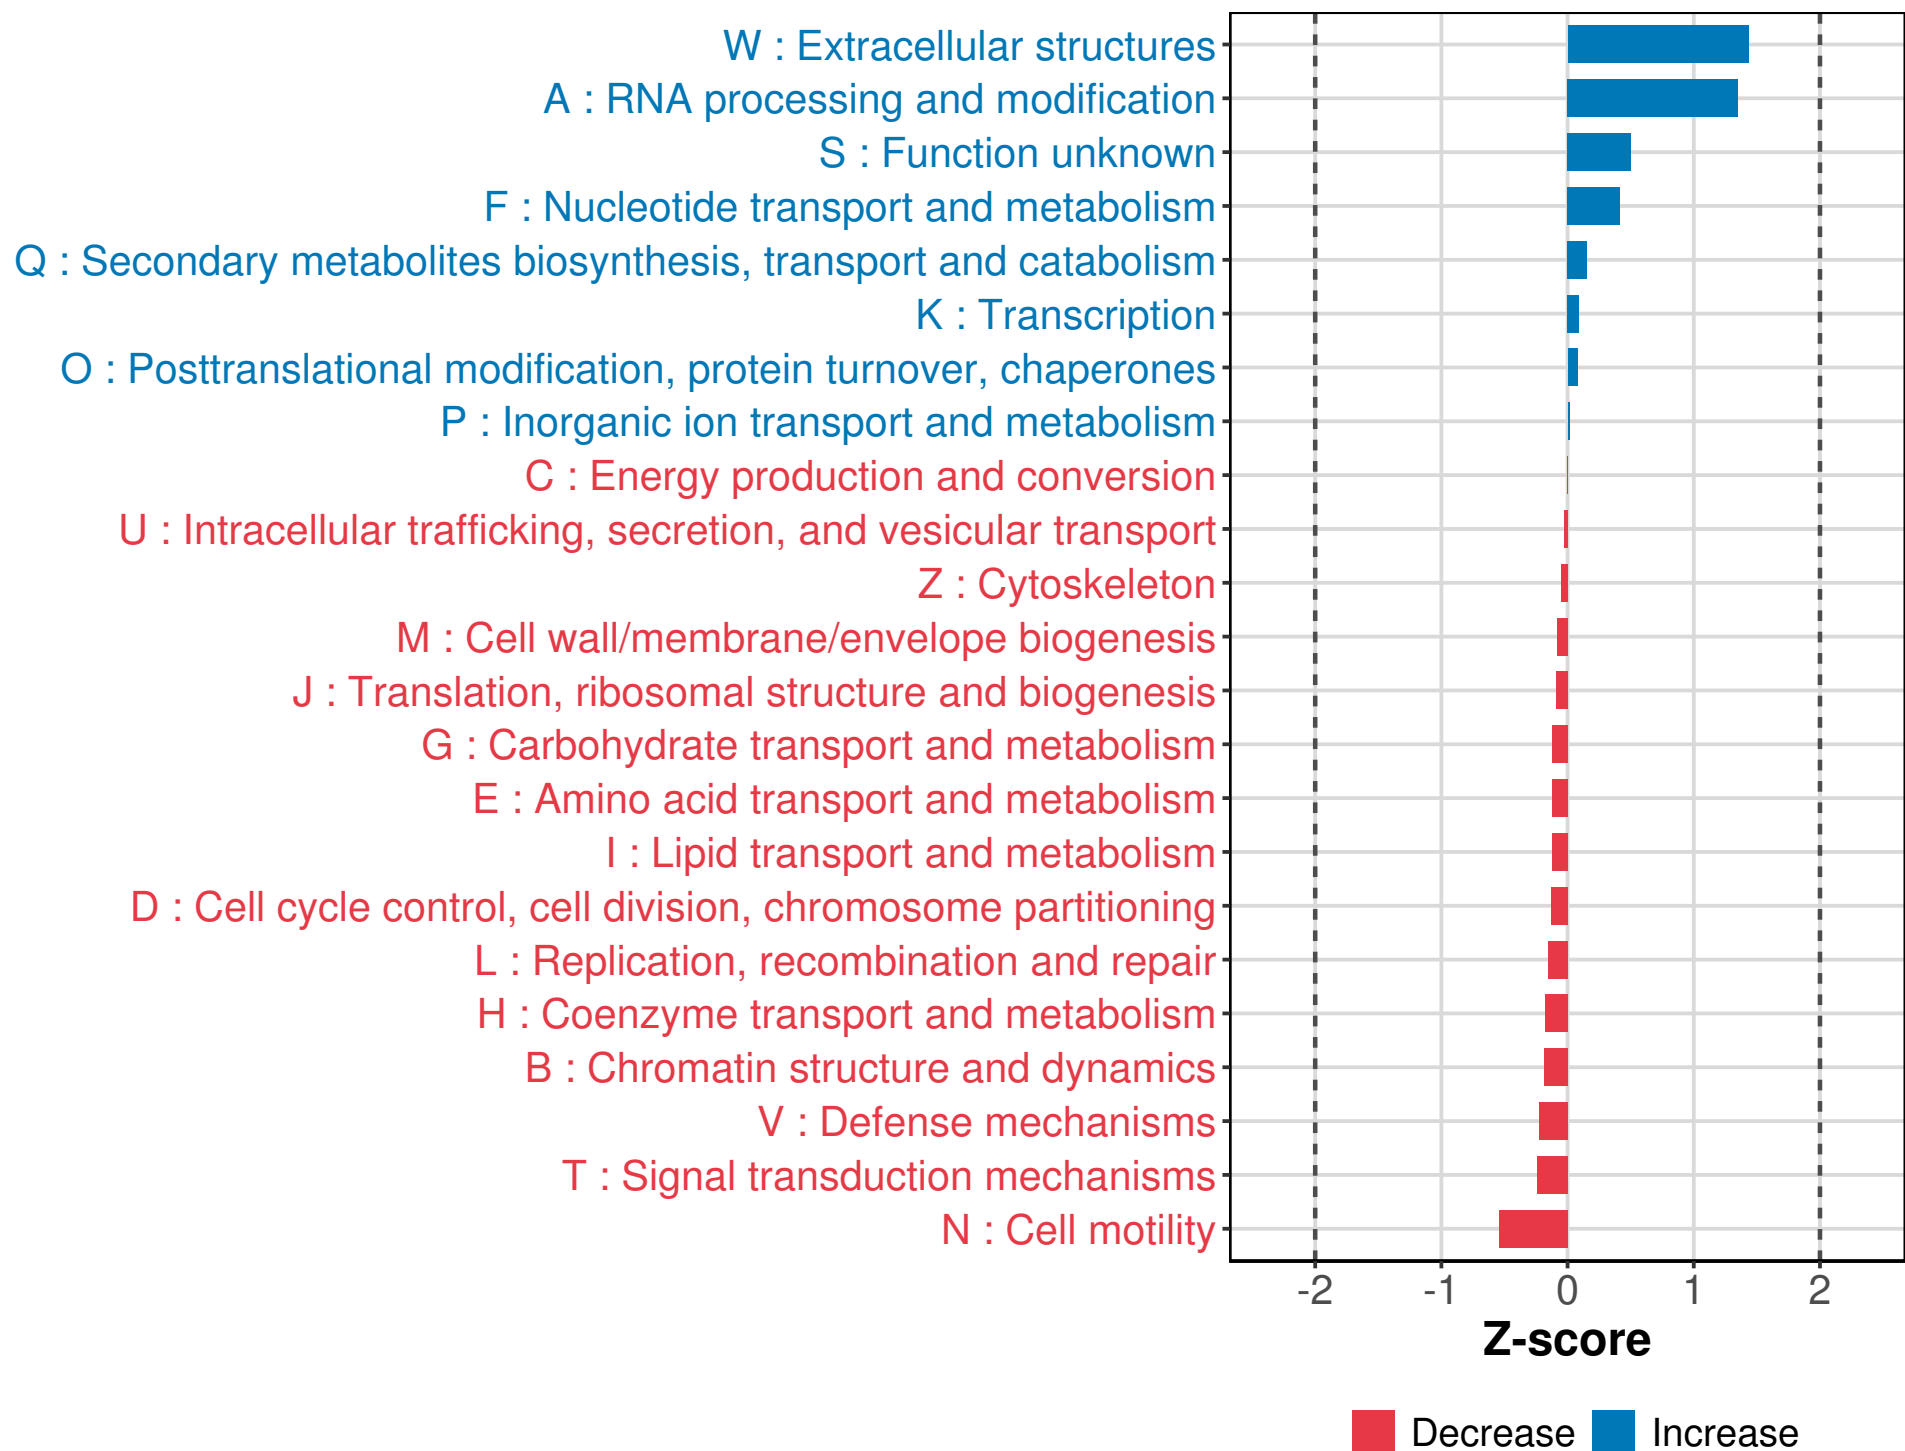 W : Extracellular structures
A : RNA processing and modification
S : Function unknown
F : Nucleotide transport and metabolism
Q : Secondary metabolites biosynthesis, transport and catabolism
K : Transcription
O : Posttranslational modification, protein turnover, chaperones
P : Inorganic ion transport and metabolism
C : Energy production and conversion
U : Intracellular trafficking, secretion, and vesicular transport
Z : Cytoskeleton
M : Cell wall/membrane/envelope biogenesis
J : Translation, ribosomal structure and biogenesis
G : Carbohydrate transport and metabolism
E : Amino acid transport and metabolism
I : Lipid transport and metabolism
D : Cell cycle control, cell division, chromosome partitioning
L : Replication, recombination and repair
H : Coenzyme transport and metabolism
B : Chromatin structure and dynamics
V : Defense mechanisms
T : Signal transduction mechanisms
N : Cell motility
-2 -1 0 1 2
Z-score
Decrease Increase